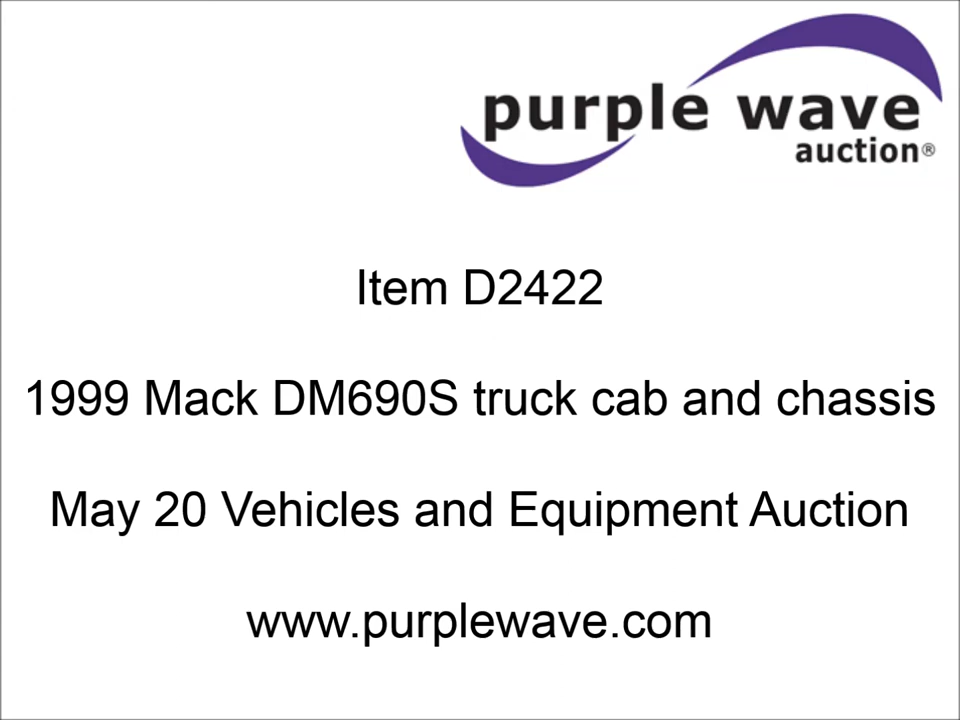 purple wave
auction®
Item D2422
1999 Mack DM690S truck cab and chassis
May 20 Vehicles and Equipment Auction
www.purplewave.com